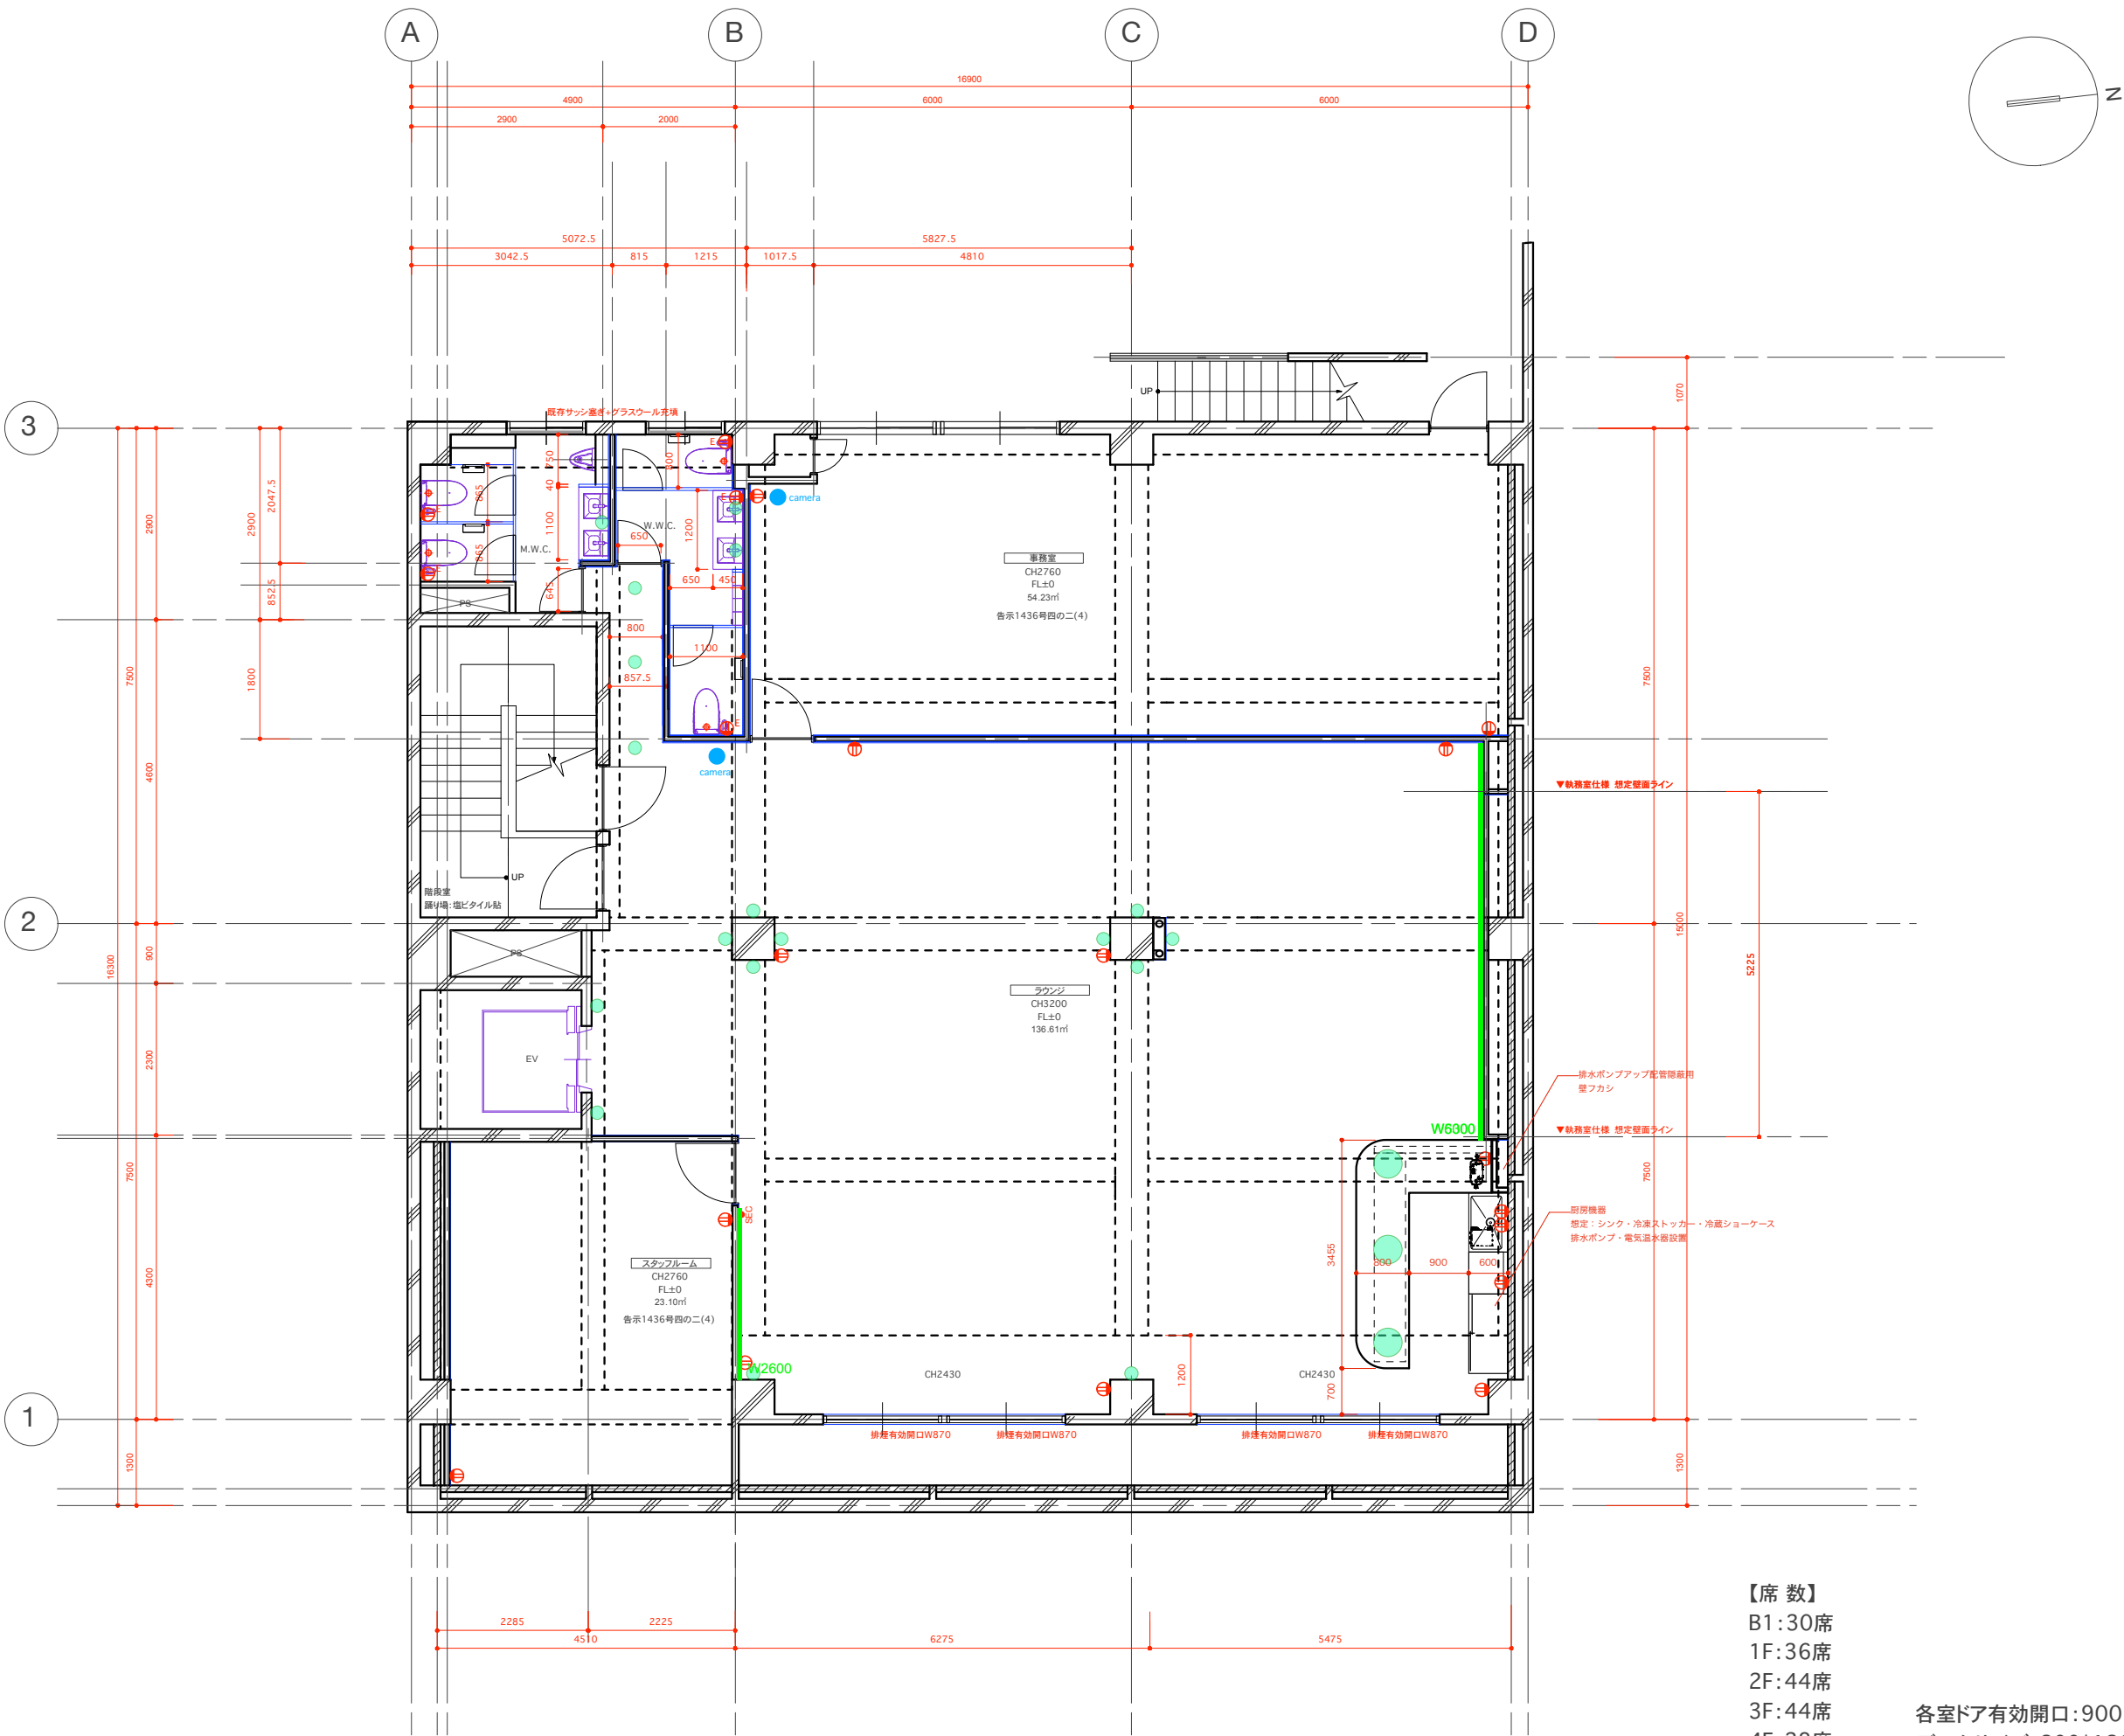 A
B
C
D
N
16900
4900
6000
6000
2900
2000
5072.5
5827.5
3042.5
815
1215
1017.5
4810
3
2
1
既存サッシ塞ぎ+グラスウール充填
UP
1070
750
40
1100
645
865
865
800
E
E
E
E
E
camera
W.W.C.
M.W.C.
650
1200
650
450
PS
800
1100
857.5
camera
事務室
CH2760
FL±0
54.23㎡
告示1436号四の二(4)
2900
2900
2047.5
852.5
1800
7500
4600
16300
900
2300
7500
4300
1300
7500
15000
7500
1300
▼執務室仕様 想定壁面ライン
5225
▼執務室仕様 想定壁面ライン
UP
階段室
踊り場:塩ビタイル貼
PS
EV
ラウンジ
CH3200
FL±0
136.61㎡
排水ポンプアップ配管隠蔽用
壁フカシ
厨房機器
想定:シンク・冷凍ストッカー・冷蔵ショーケース
排水ポンプ・電気温水器設置
SEC
スタッフルーム
CH2760
FL±0
23.10㎡
告示1436号四の二(4)
W2600
3455
800
900
600
700
1200
CH2430
CH2430
排煙有効開口W870
排煙有効開口W870
排煙有効開口W870
排煙有効開口W870
2285
2225
4510
6275
5475
【席 数】
B1:30席
1F:36席
2F:44席
3F:44席
各室ドア有効開口:900